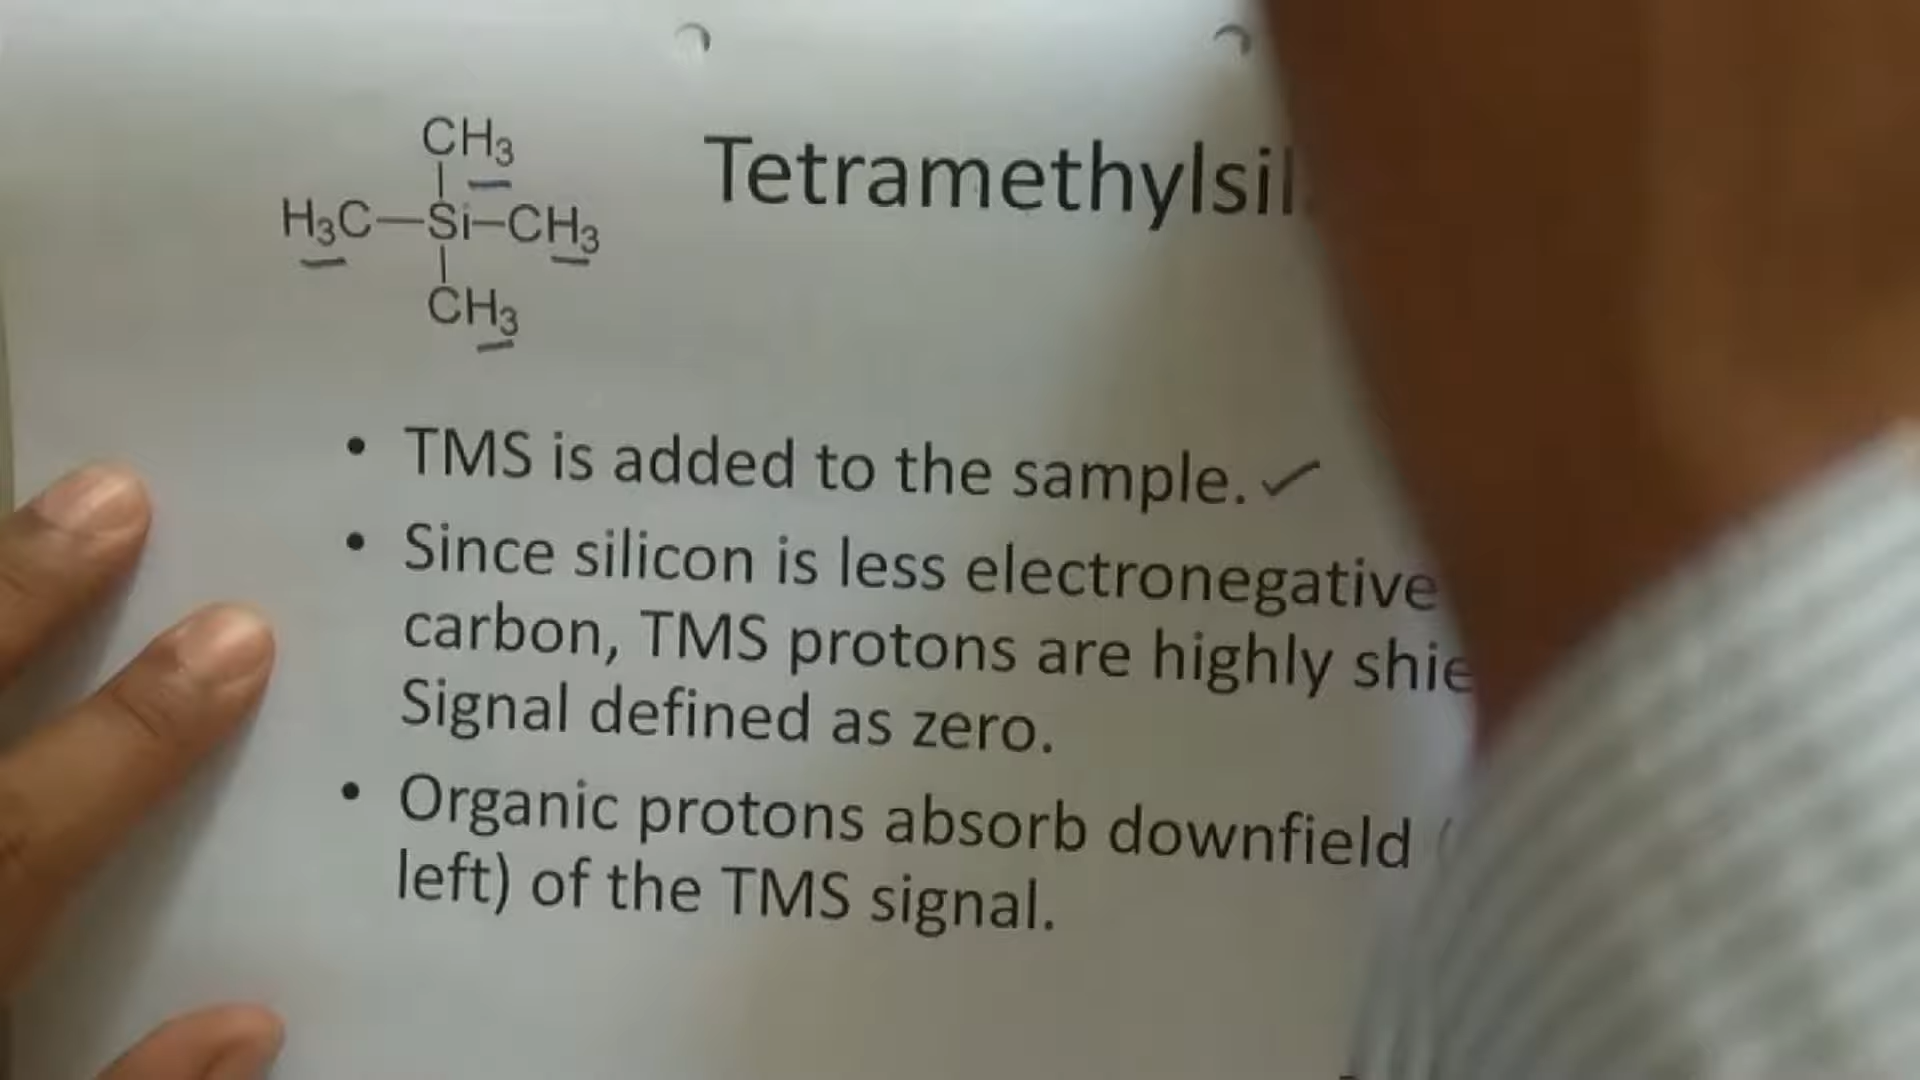 CH3
H3C—Si—CH3
CH3
Tetramethylsil
• TMS is added to the sample. ✓
• Since silicon is less electronegative
carbon, TMS protons are highly shie
Signal defined as zero.
• Organic protons absorb downfield (
left) of the TMS signal.